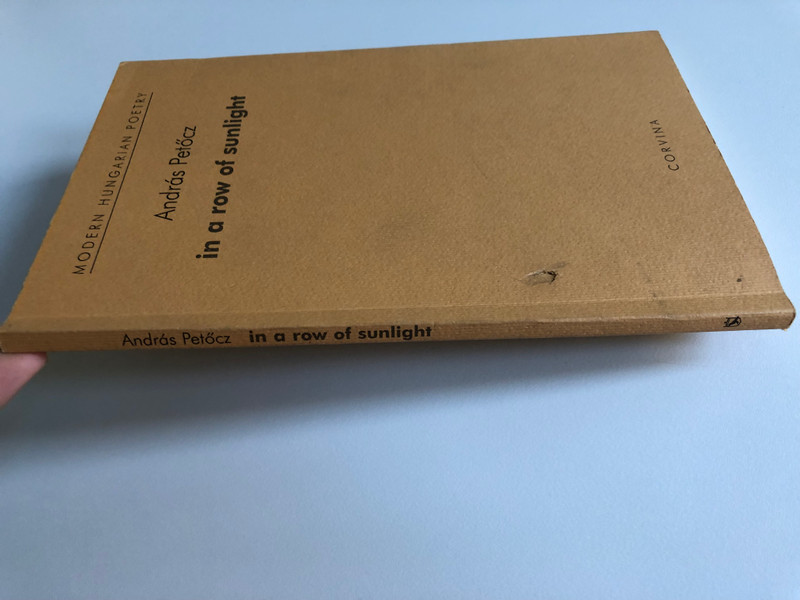 MODERN HUNGARIAN POETRY
András Petőcz
in a row of sunlight
CORVINA
András Petőcz in a row of sunlight